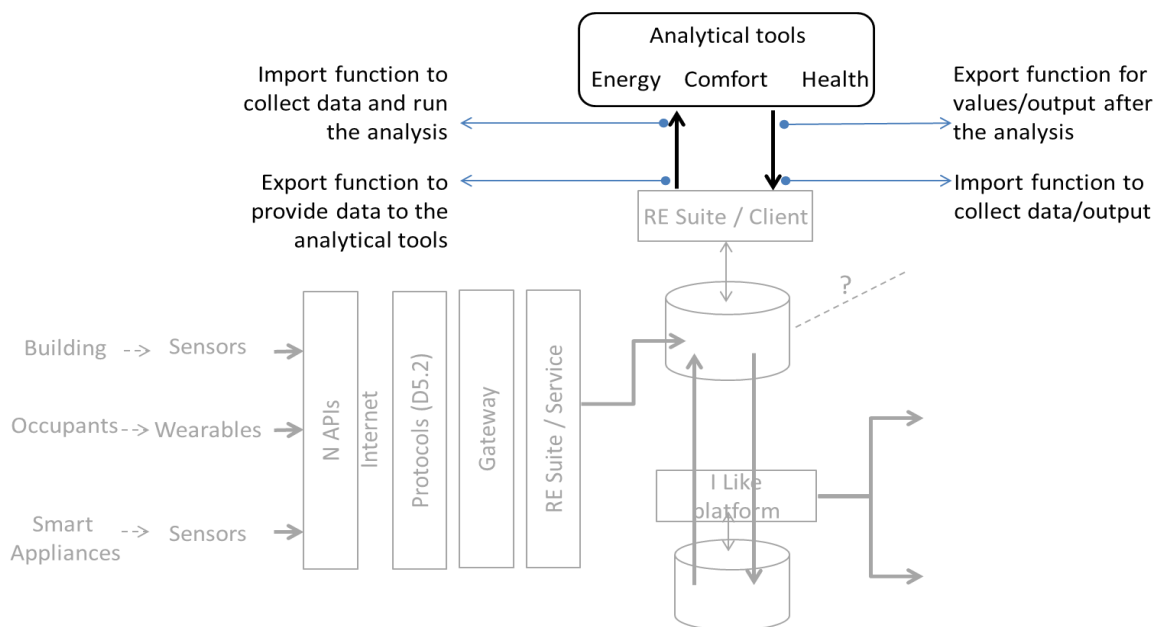 Analytical tools
Energy Comfort Health
Import function to
collect data and run
the analysis
Export function for
values/output after
the analysis
Export function to
provide data to the
analytical tools
Import function to
collect data/output
RE Suite / Client
?
Building
Sensors
Occupants
Wearables
Smart
Appliances
Sensors
N APIs
Internet
Protocols (D5.2)
Gateway
RE Suite / Service
I Like
platform